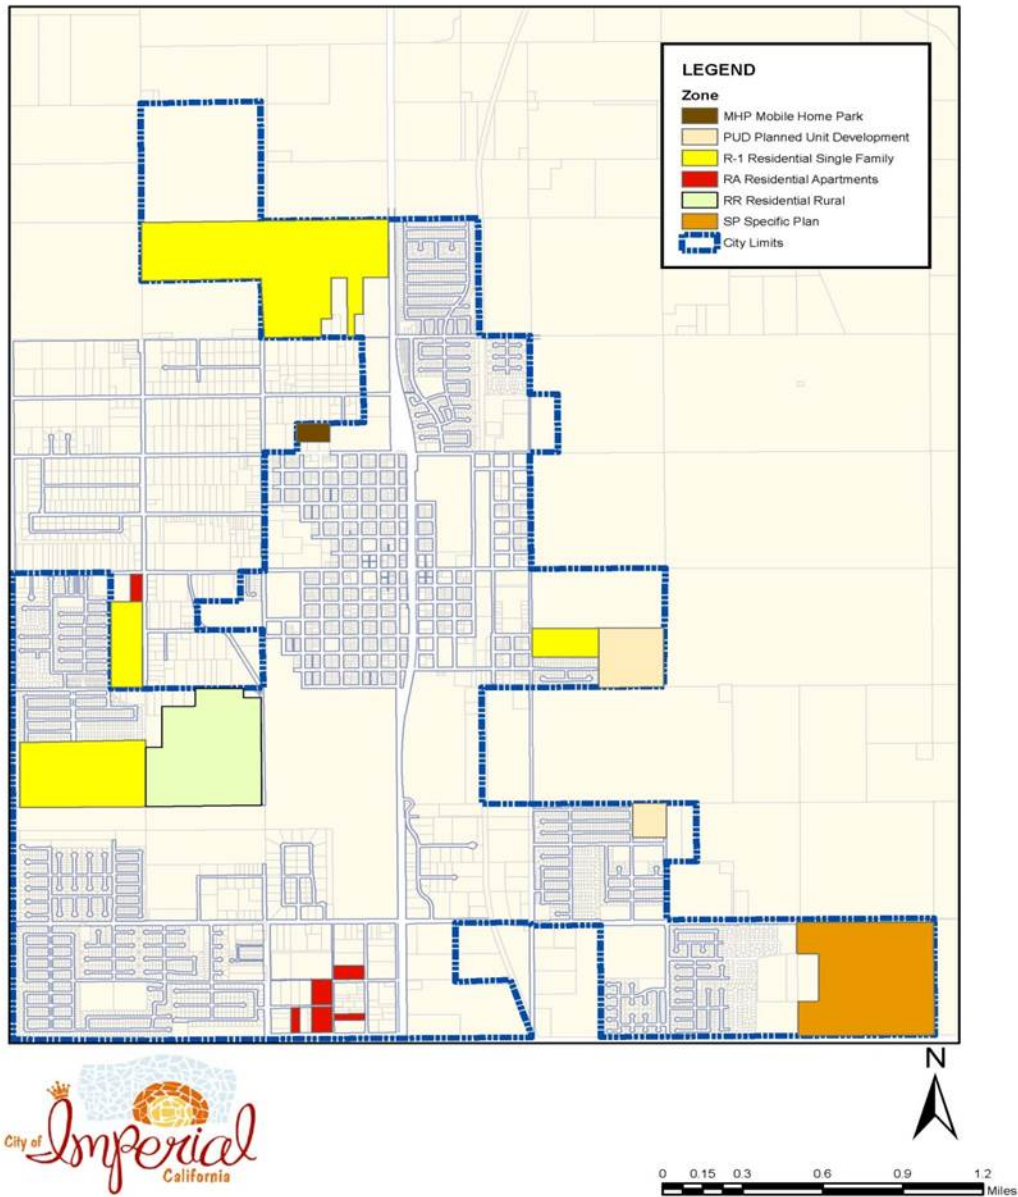 LEGEND
Zone
MHP Mobile Home Park
PUD Planned Unit Development
R-1 Residential Single Family
RA Residential Apartments
RR Residential Rural
SP Specific Plan
City Limits
City of Imperial
California
N
0 0.15 0.3 0.6 0.9 1.2
Miles